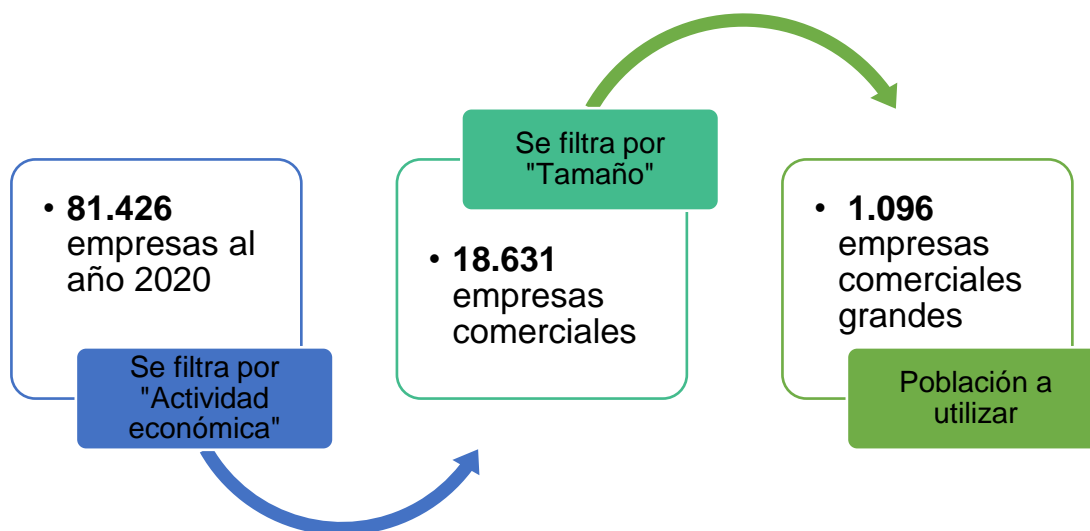 • 81.426
empresas al
año 2020
Se filtra por
"Actividad
económica"
Se filtra por
"Tamaño"
• 18.631
empresas
comerciales
• 1.096
empresas
comerciales
grandes
Población a
utilizar